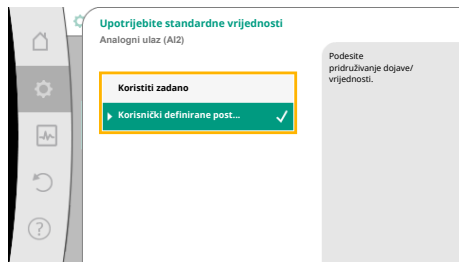 Upotrijebite standardne vrijednosti
Analogni ulaz (AI2)
Podesite
pridruživanje dojave/
vrijednosti.
Koristiti zadano
Korisnički definirane post...
?